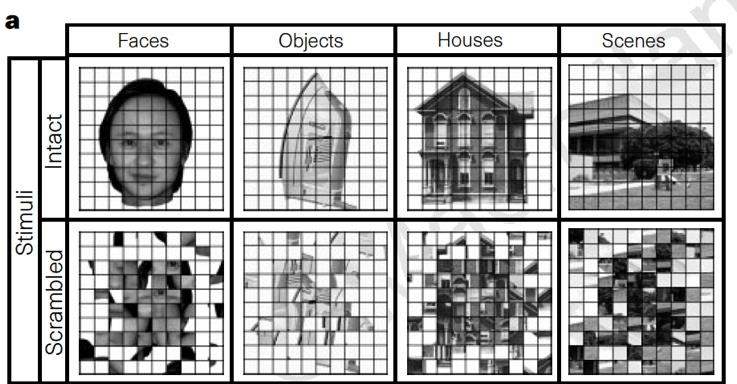 a
Faces
Objects
Houses
Scenes
Stimuli
Intact
Scrambled